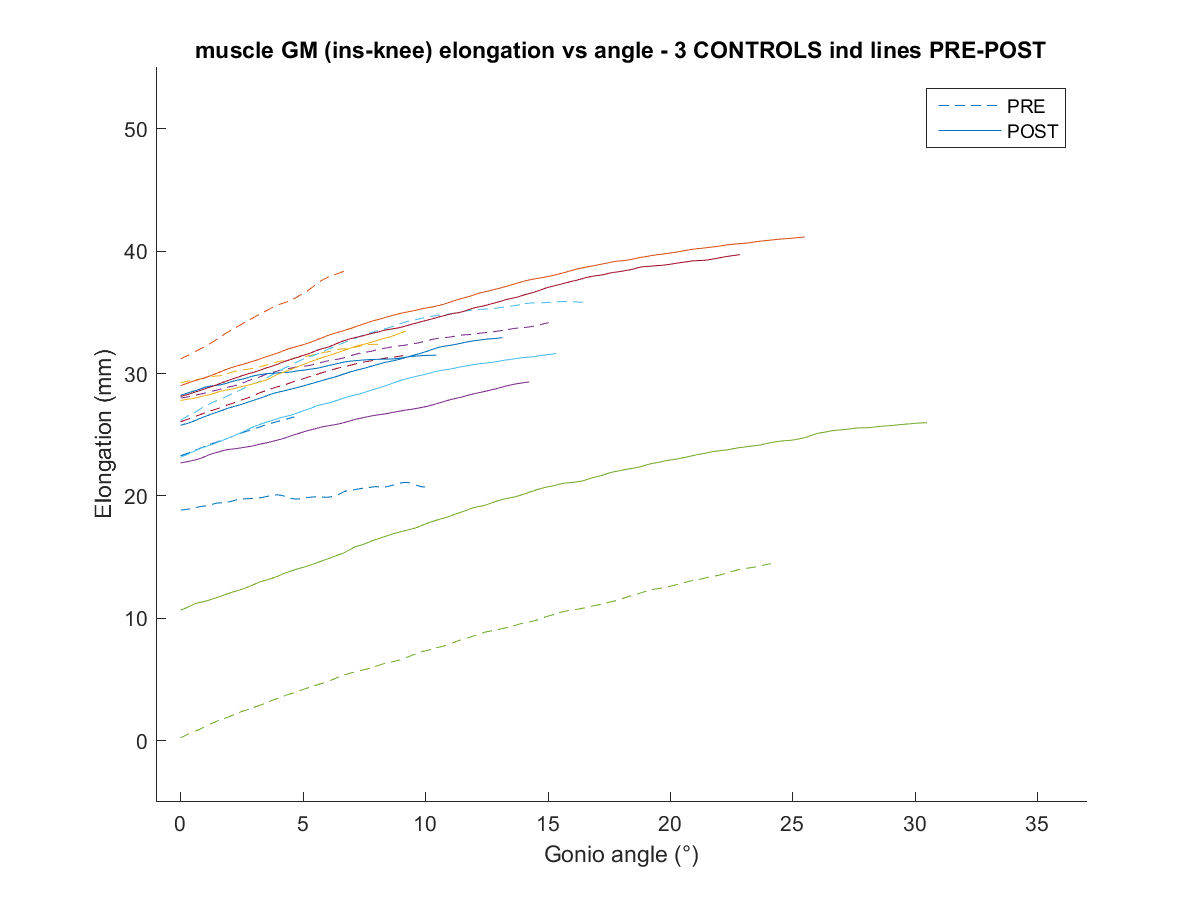 muscle GM (ins-knee) elongation vs angle - 3 CONTROLS ind lines PRE-POST
PRE
POST
50
40
30
20
10
0
Elongation (mm)
0 5 10 15 20 25 30 35
Gonio angle (°)